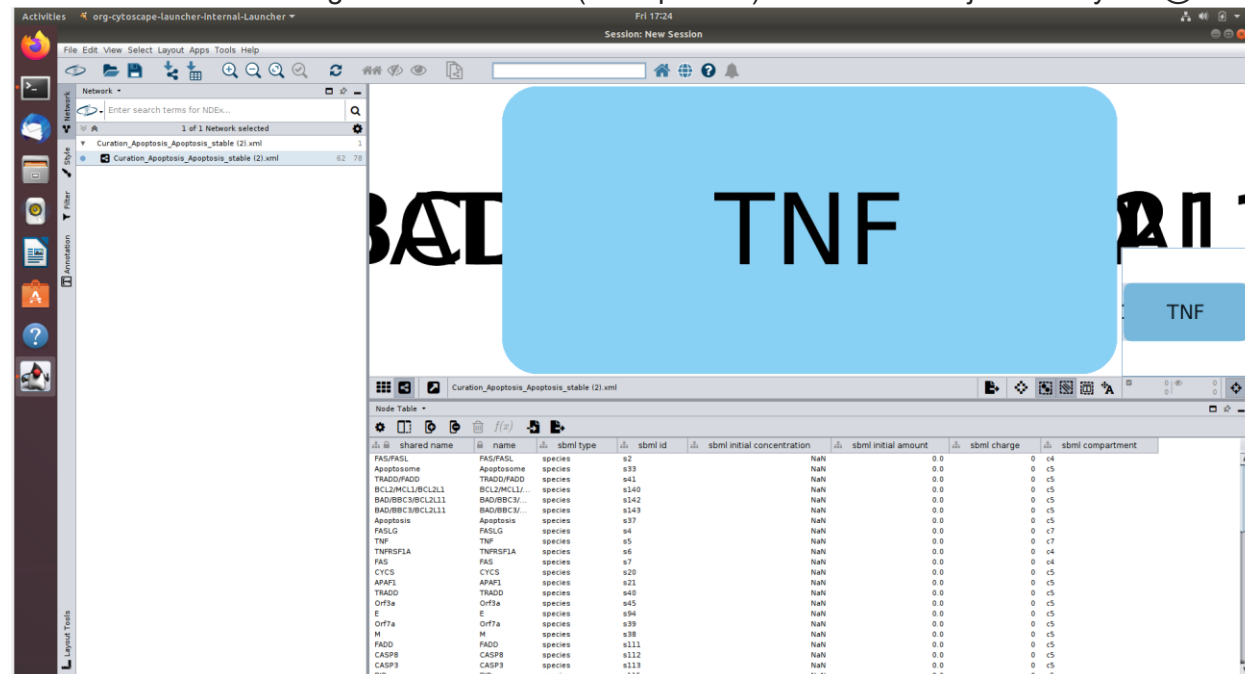 Activities org-cytoscape-launcher-internal-Launcher Fri 17:24
Session: New Session
File Edit View Select Layout Apps Tools Help
Network
Enter search terms for NDEx...
1 of 1 Network selected
Curation_Apoptosis_Apoptosis_stable (2).xml 1
Curation_Apoptosis_Apoptosis_stable (2).xml 62 78
Network
Style
Filter
Annotation
Layout Tools
TNF
TNF
Curation_Apoptosis_Apoptosis_stable (2).xml
Node Table
f(x)
shared name name sbml type sbml id sbml initial concentration sbml initial amount sbml charge sbml compartment
FAS/FASL FAS/FASL species s2 NaN 0.0 0 c4
Apoptosome Apoptosome species s33 NaN 0.0 0 c5
TRADD/FADD TRADD/FADD species s41 NaN 0.0 0 c5
BCL2/MCL1/BCL2L1 BCL2/MCL1/... species s140 NaN 0.0 0 c5
BAD/BBC3/BCL2L11 BAD/BBC3/... species s142 NaN 0.0 0 c5
BAD/BBC3/BCL2L11 BAD/BBC3/... species s143 NaN 0.0 0 c5
Apoptosis Apoptosis species s37 NaN 0.0 0 c5
FASLG FASLG species s4 NaN 0.0 0 c7
TNF TNF species s5 NaN 0.0 0 c7
TNFRSF1A TNFRSF1A species s6 NaN 0.0 0 c4
FAS FAS species s7 NaN 0.0 0 c4
CYCS CYCS species s20 NaN 0.0 0 c5
APAF1 APAF1 species s21 NaN 0.0 0 c5
TRADD TRADD species s40 NaN 0.0 0 c5
Orf3a Orf3a species s45 NaN 0.0 0 c5
E E species s94 NaN 0.0 0 c5
Orf7a Orf7a species s39 NaN 0.0 0 c5
M M species s38 NaN 0.0 0 c5
FADD FADD species s111 NaN 0.0 0 c5
CASP8 CASP8 species s112 NaN 0.0 0 c5
CASP3 CASP3 species s113 NaN 0.0 0 c5